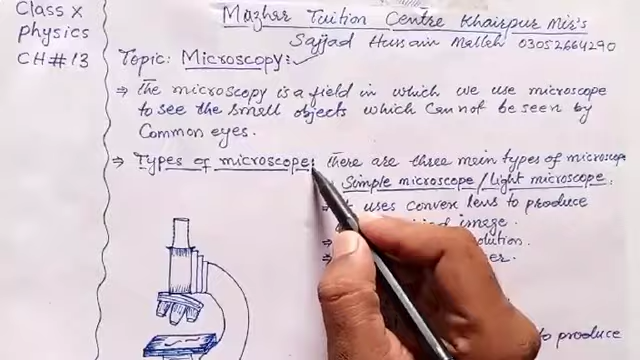 Class X
physics
CH#13
Mazhar Tuition Centre Khairpur Mir's
Sajjad Hussain Malleh 03052664290
Topic: Microscopy:
⇒ The microscopy is a field in which we use microscope
to see the small objects which Can not be seen by
Common eyes.
⇒ Types of microscope: There are three main types of microscope
Simple microscope / Light microscope.
uses convex lens to produce
image.
to produce